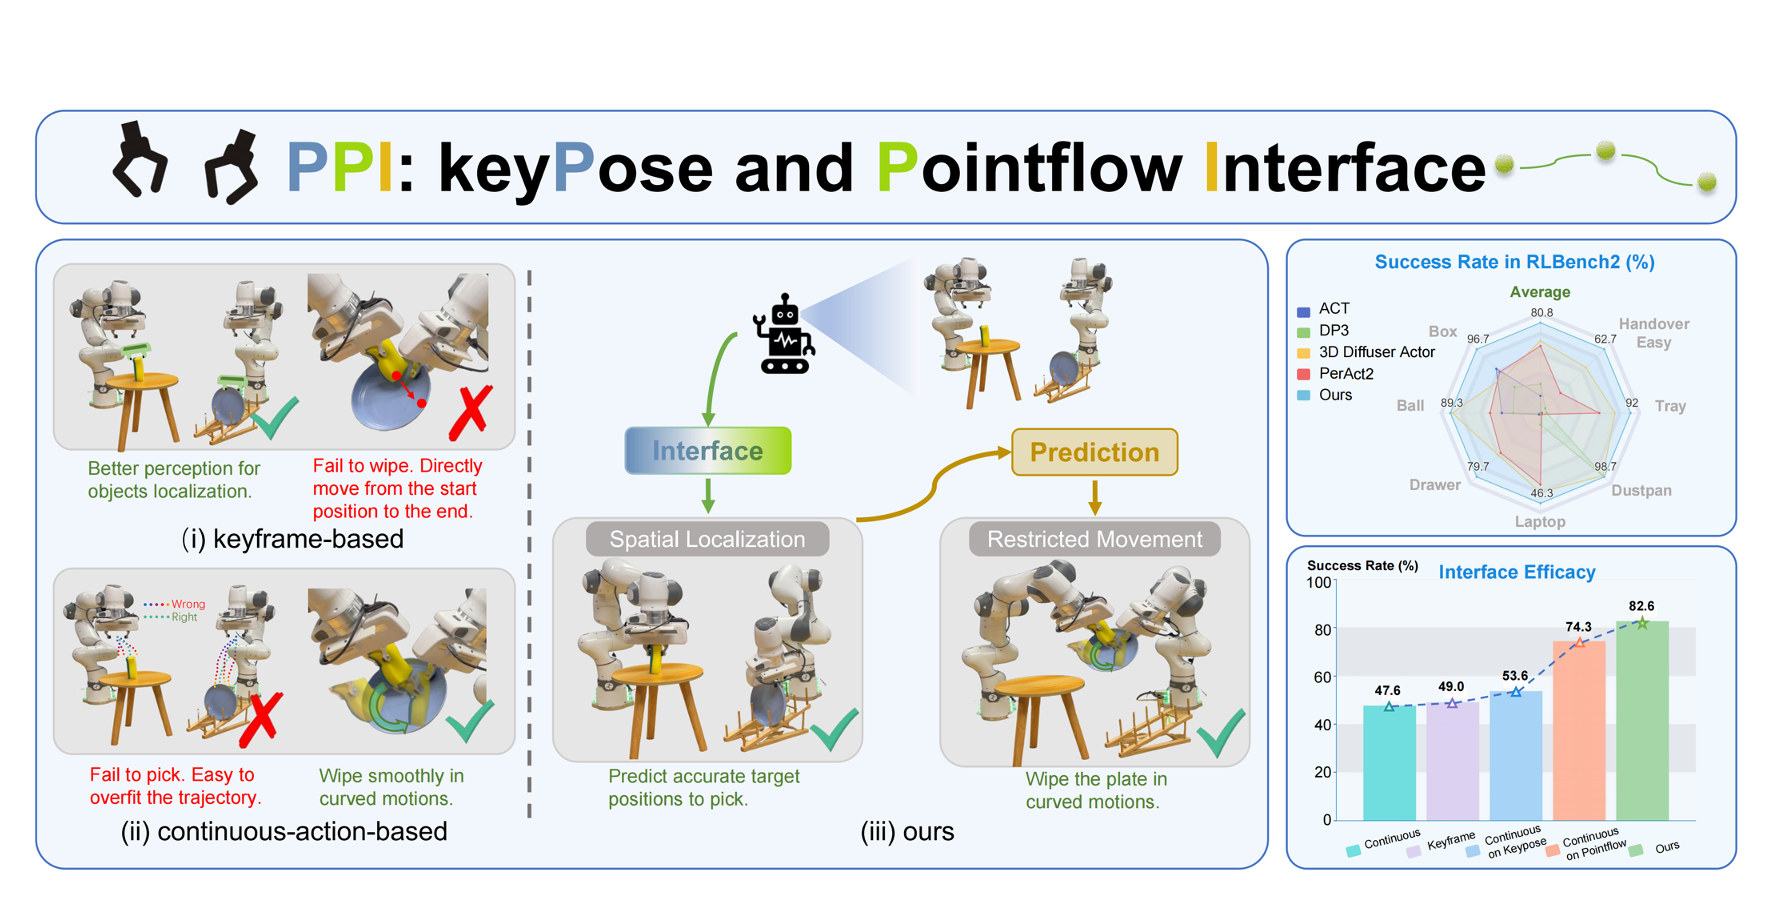 PPI: keyPose and Pointflow Interface
Better perception for
objects localization.
Fail to wipe. Directly
move from the start
position to the end.
(i) keyframe-based
Wrong
Right
Fail to pick. Easy to
overfit the trajectory.
Wipe smoothly in
curved motions.
(ii) continuous-action-based
Interface
Prediction
Spatial Localization
Restricted Movement
Predict accurate target
positions to pick.
Wipe the plate in
curved motions.
(iii) ours
Success Rate in RLBench2 (%)
ACT
DP3
3D Diffuser Actor
PerAct2
Ours
Average
80.8
Handover
Easy
62.7
Tray
92
Dustpan
98.7
Laptop
46.3
Drawer
79.7
Ball
89.3
Box
96.7
Success Rate (%)
Interface Efficacy
100
80
60
40
20
0
47.6
49.0
53.6
74.3
82.6
Continuous
Keyframe
Continuous
on Keypose
Continuous
on Pointflow
Ours